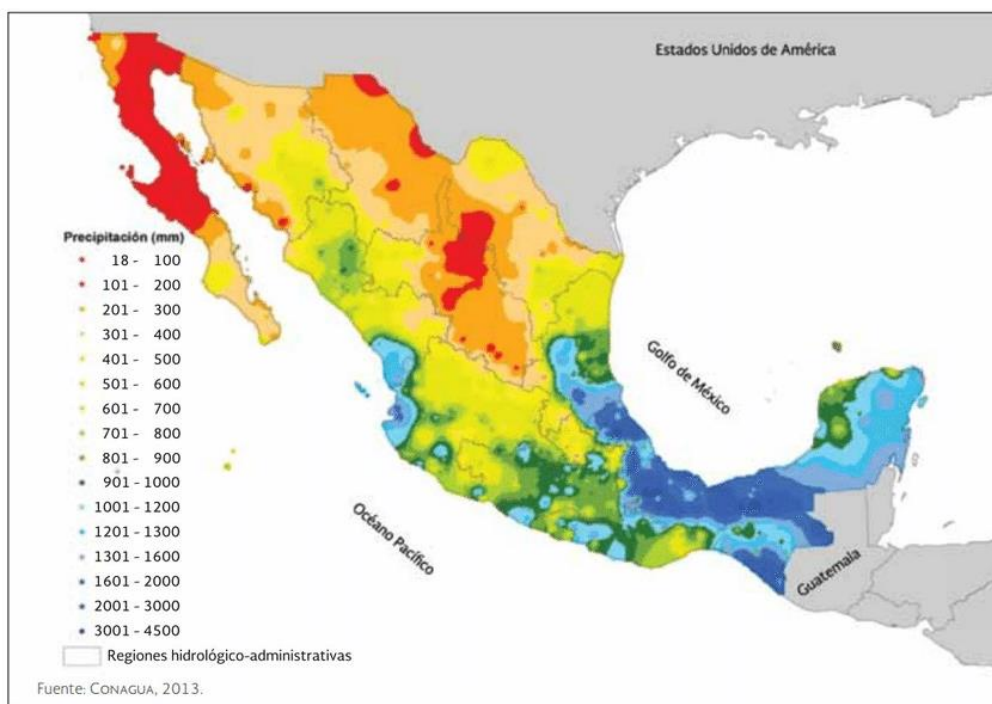 Estados Unidos de América
Precipitación (mm)
18 - 100
101 - 200
201 - 300
301 - 400
401 - 500
501 - 600
601 - 700
701 - 800
801 - 900
901 - 1000
1001 - 1200
1201 - 1300
1301 - 1600
1601 - 2000
2001 - 3000
3001 - 4500
Regiones hidrológico-administrativas
Golfo de México
Océano Pacífico
Guatemala
Fuente: CONAGUA, 2013.